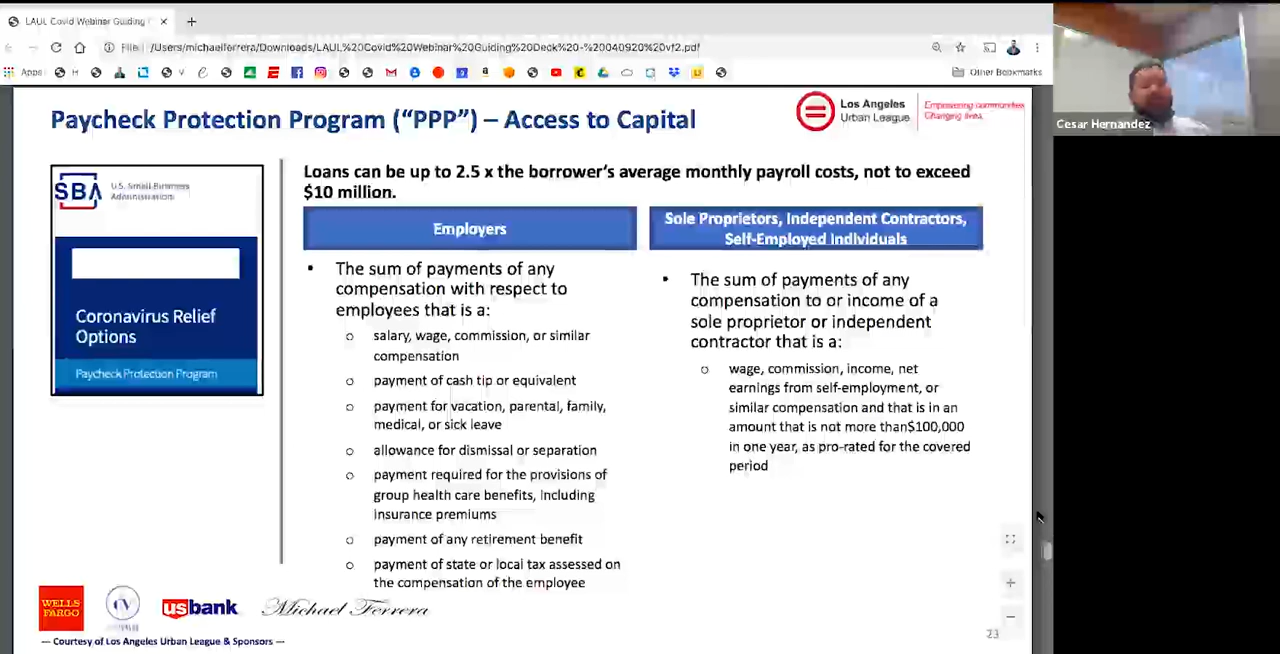 LAUL Covid Webinar Guiding
File
/Users/michaelferrera/Downloads/LAUL%20Covid%20Webinar%20Guiding%20Deck%20-%20040920%20vf2.pdf
Apps
Other Bookmarks
Cesar Hernandez
Paycheck Protection Program (“PPP”) – Access to Capital
Los Angeles
Urban League
Empowering communities.
Changing lives.
SBA
U.S. Small Business
Administration
Coronavirus Relief
Options
Paycheck Protection Program
Loans can be up to 2.5 x the borrower’s average monthly payroll costs, not to exceed
$10 million.
Employers
• The sum of payments of any
compensation with respect to
employees that is a:
o salary, wage, commission, or similar
compensation
o payment of cash tip or equivalent
o payment for vacation, parental, family,
medical, or sick leave
o allowance for dismissal or separation
o payment required for the provisions of
group health care benefits, including
insurance premiums
o payment of any retirement benefit
o payment of state or local tax assessed on
the compensation of the employee
Sole Proprietors, Independent Contractors,
Self-Employed Individuals
• The sum of payments of any
compensation to or income of a
sole proprietor or independent
contractor that is a:
o wage, commission, income, net
earnings from self-employment, or
similar compensation and that is in an
amount that is not more than$100,000
in one year, as pro-rated for the covered
period
WELLS
FARGO
CV
usbank
Michael Ferrera
— Courtesy of Los Angeles Urban League & Sponsors —
23